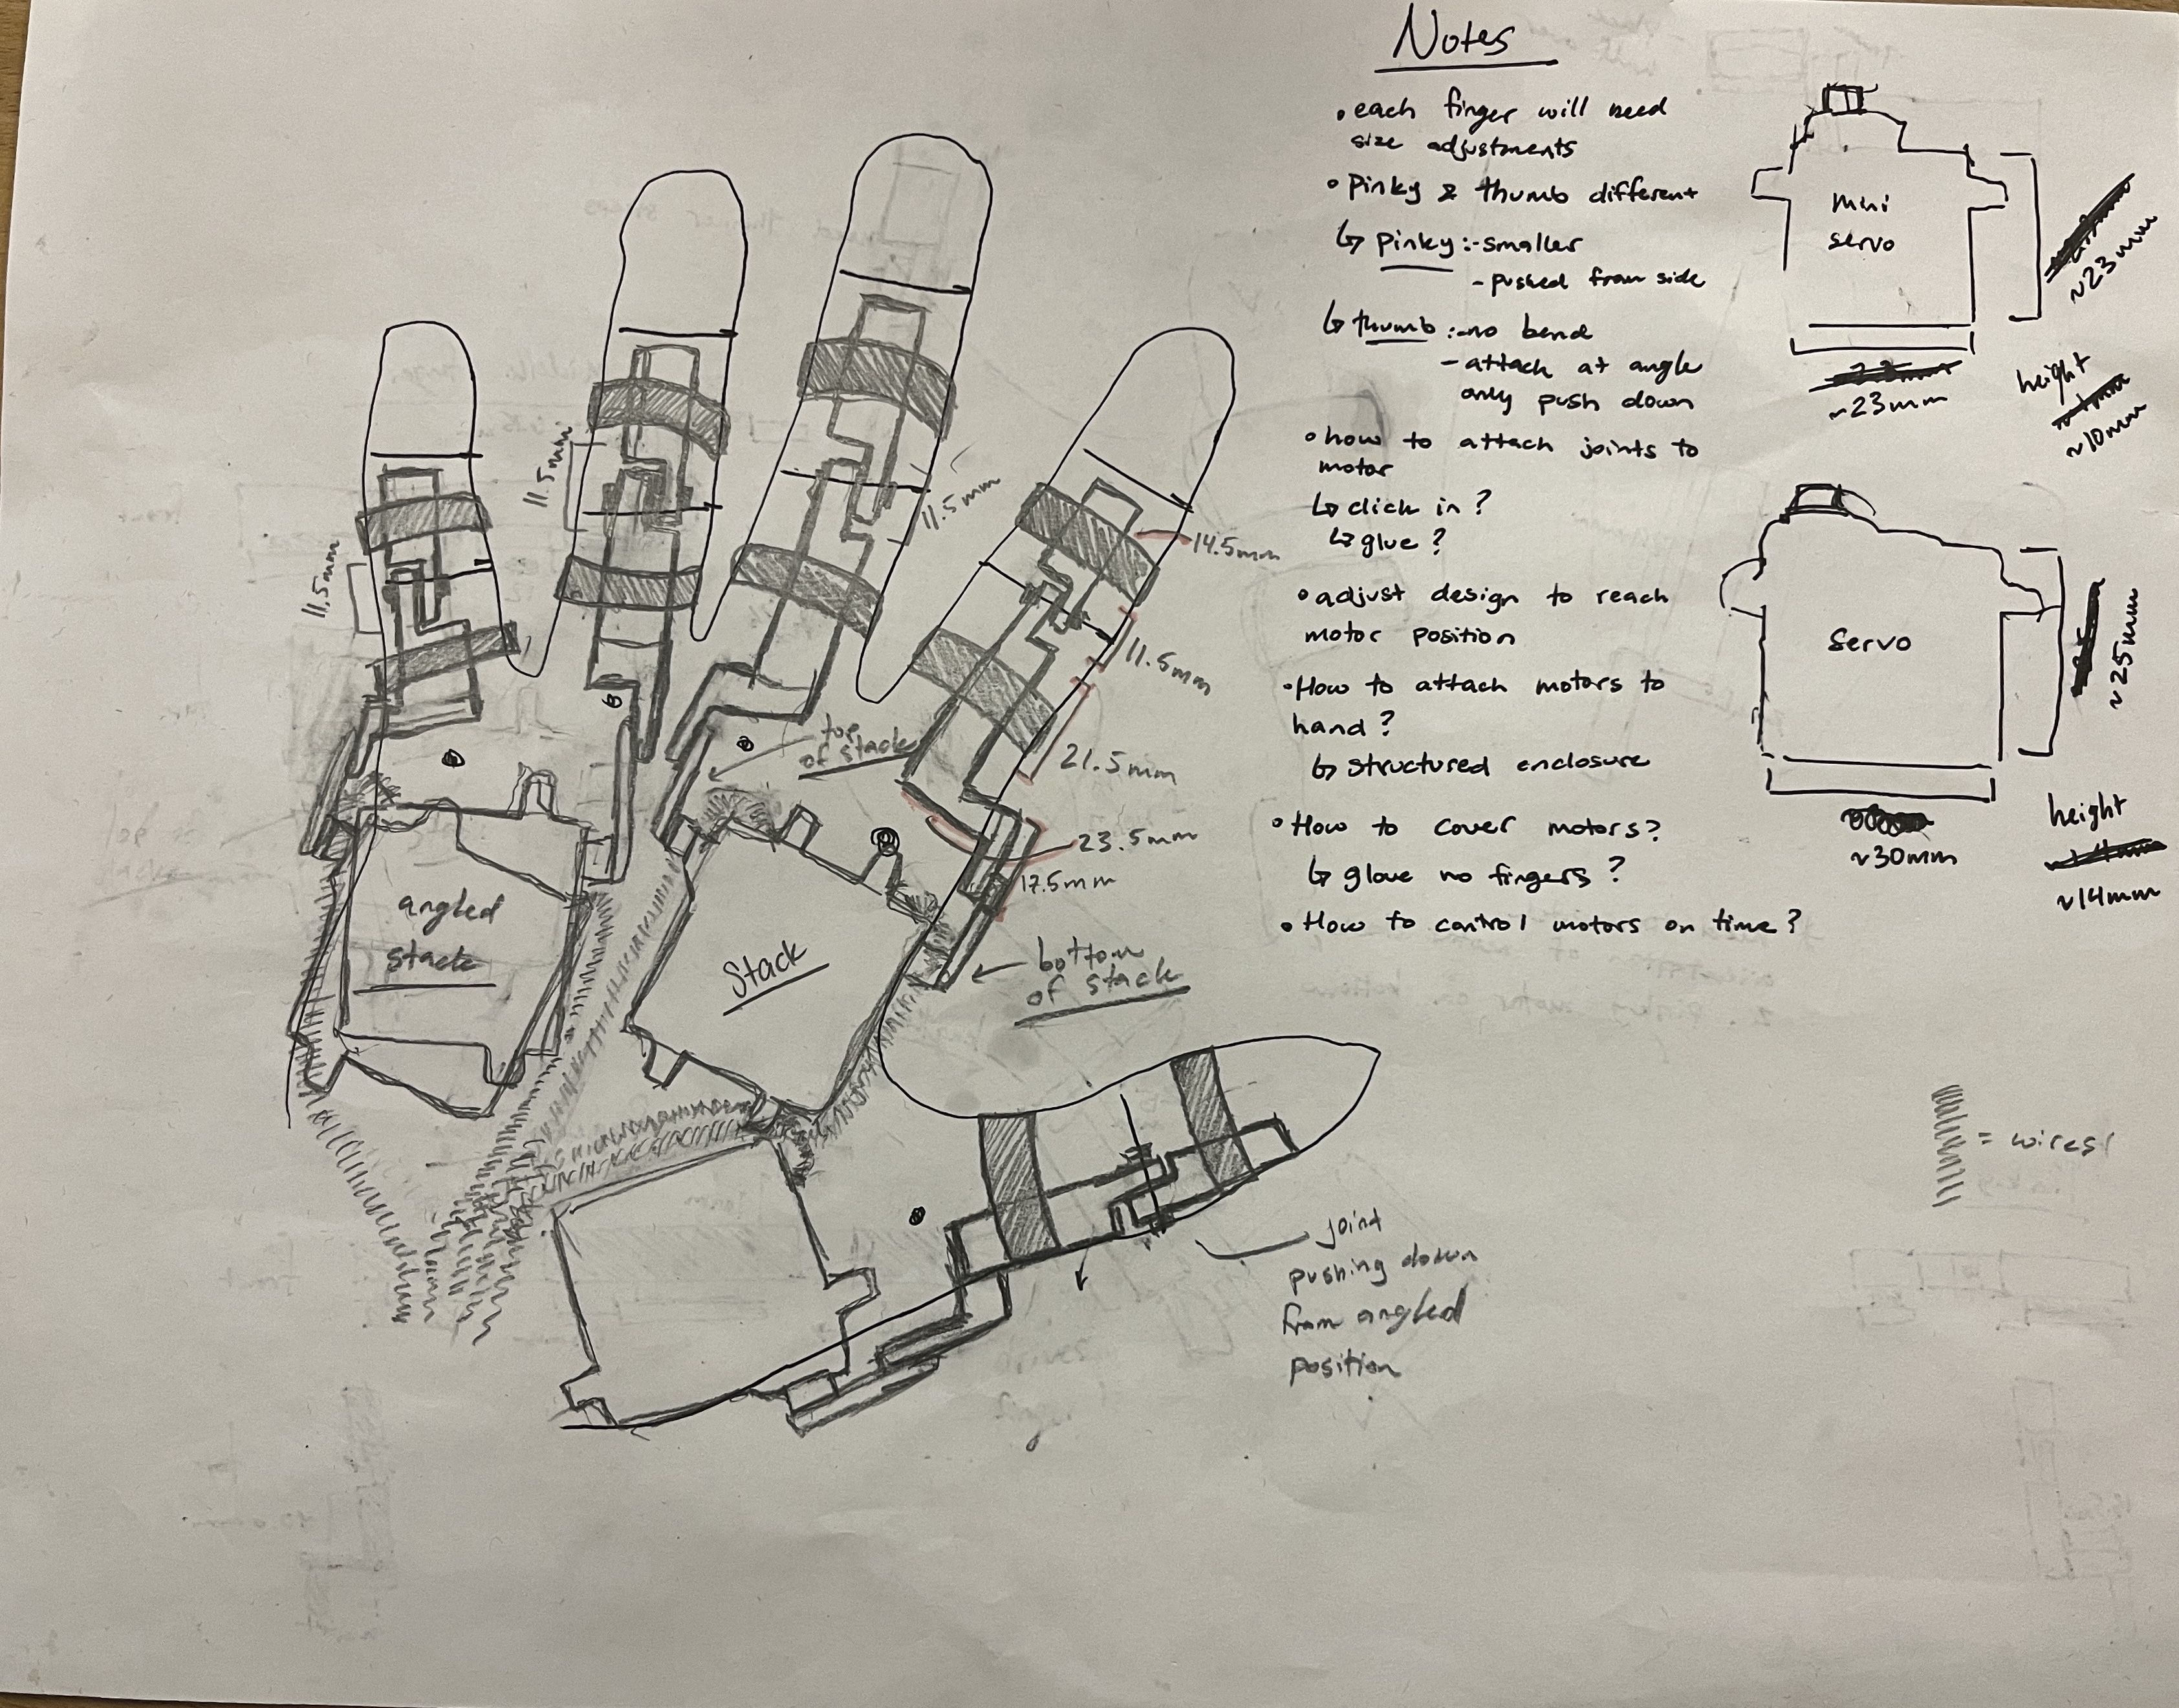 Notes
• each finger will need
size adjustments
• pinky & thumb different
↳ pinky :- smaller
- pushed from side
↳ thumb :- no bend
- attach at angle
only push down
• how to attach joints to
motor
↳ click in ?
↳ glue ?
• adjust design to reach
motor position
• How to attach motors to
hand ?
↳ structured enclosure
• How to cover motors?
↳ glove no fingers ?
• How to control motors on time ?
mini
servo
~23mm
~23mm
height
~10mm
servo
~25mm
~30mm
height
~14mm
11.5mm
11.5mm
11.5mm
14.5mm
11.5mm
21.5mm
23.5mm
17.5mm
top
of stack
angled
stack
Stack
bottom
of stack
= wires
joint
pushing down
from angled
position